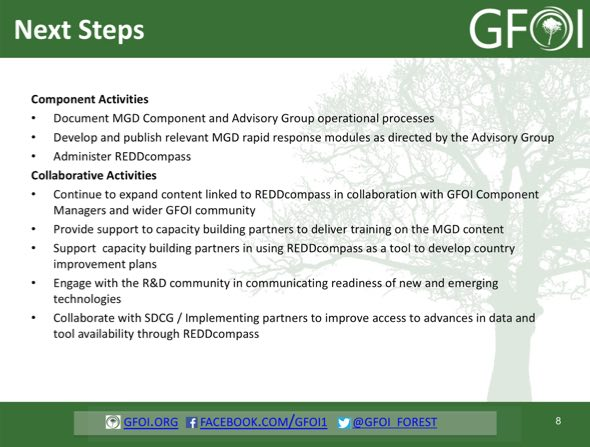 Next Steps
GFOI
Component Activities
• Document MGD Component and Advisory Group operational processes
• Develop and publish relevant MGD rapid response modules as directed by the Advisory Group
• Administer REDDcompass
Collaborative Activities
• Continue to expand content linked to REDDcompass in collaboration with GFOI Component
Managers and wider GFOI community
• Provide support to capacity building partners to deliver training on the MGD content
• Support capacity building partners in using REDDcompass as a tool to develop country
improvement plans
• Engage with the R&D community in communicating readiness of new and emerging
technologies
• Collaborate with SDCG / Implementing partners to improve access to advances in data and
tool availability through REDDcompass
GFOI.ORG FACEBOOK.COM/GFOI1 @GFOI_FOREST
8